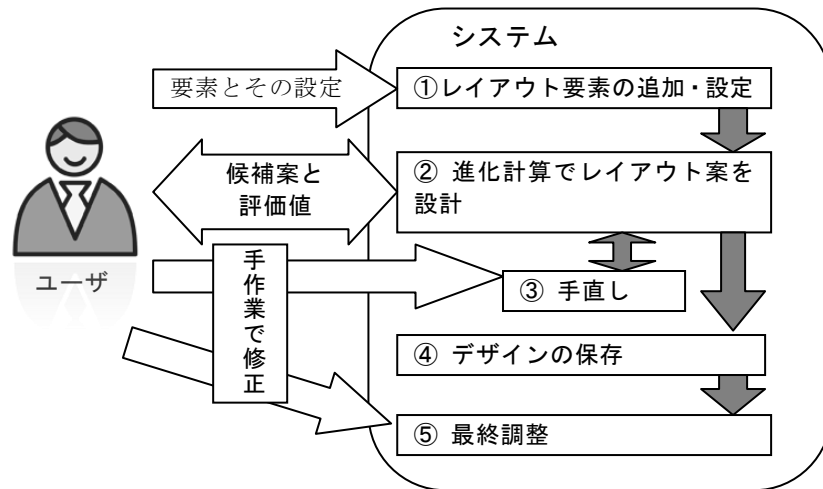 システム
要素とその設定
①レイアウト要素の追加・設定
候補案と
評価値
② 進化計算でレイアウト案を
設計
ユーザ
手作業で修正
③ 手直し
④ デザインの保存
⑤ 最終調整